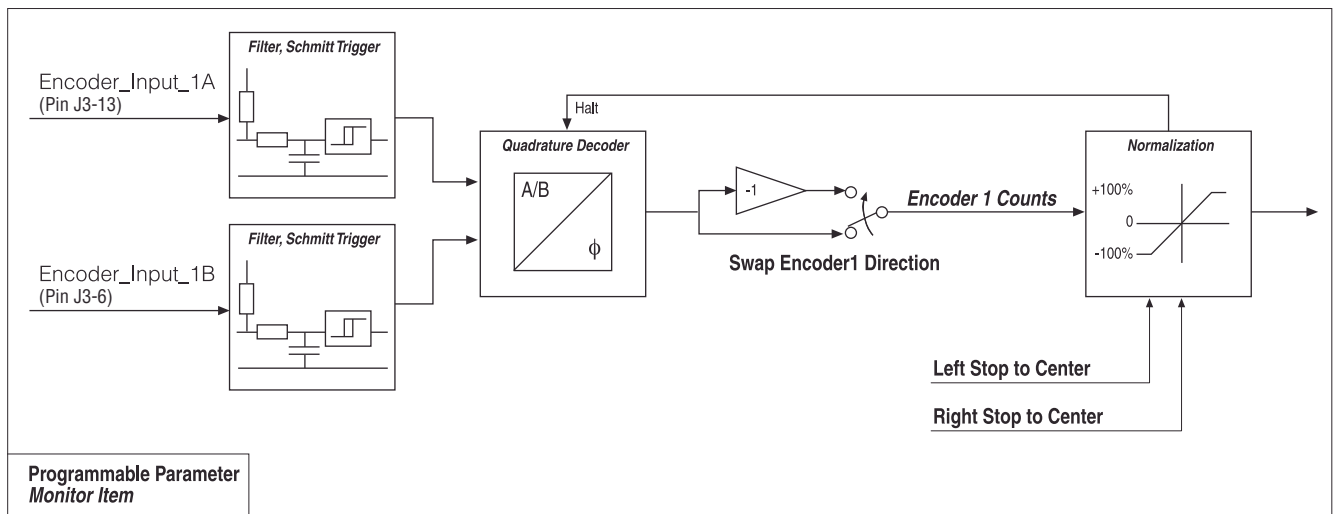 Filter, Schmitt Trigger
Encoder_Input_1A
(Pin J3-13)
Halt
Quadrature Decoder
A/B
ϕ
-1
Encoder 1 Counts
Swap Encoder1 Direction
Normalization
+100%
0
-100%
Filter, Schmitt Trigger
Encoder_Input_1B
(Pin J3-6)
Left Stop to Center
Right Stop to Center
Programmable Parameter
Monitor Item